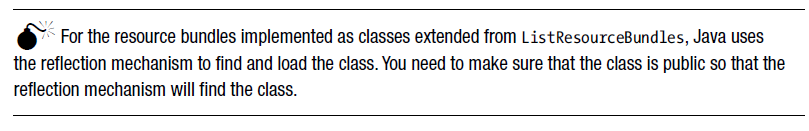 For the resource bundles implemented as classes extended from ListResourceBundles, Java uses
the reflection mechanism to find and load the class. You need to make sure that the class is public so that the
reflection mechanism will find the class.